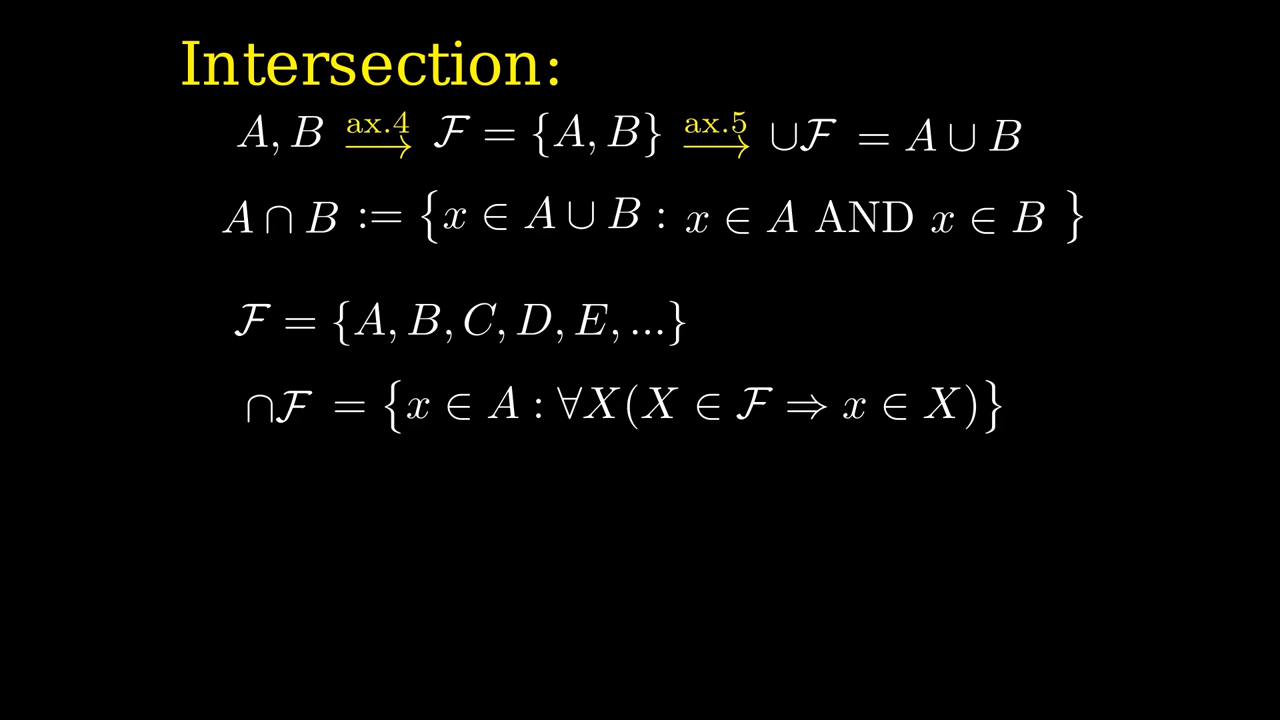 Intersection:
A, B ⟶ax.4 ℱ = {A, B} ⟶ax.5 ∪ℱ = A ∪ B
A ∩ B := {x ∈ A ∪ B : x ∈ A AND x ∈ B }
ℱ = {A, B, C, D, E, ...}
∩ℱ = {x ∈ A : ∀X(X ∈ ℱ ⇒ x ∈ X)}